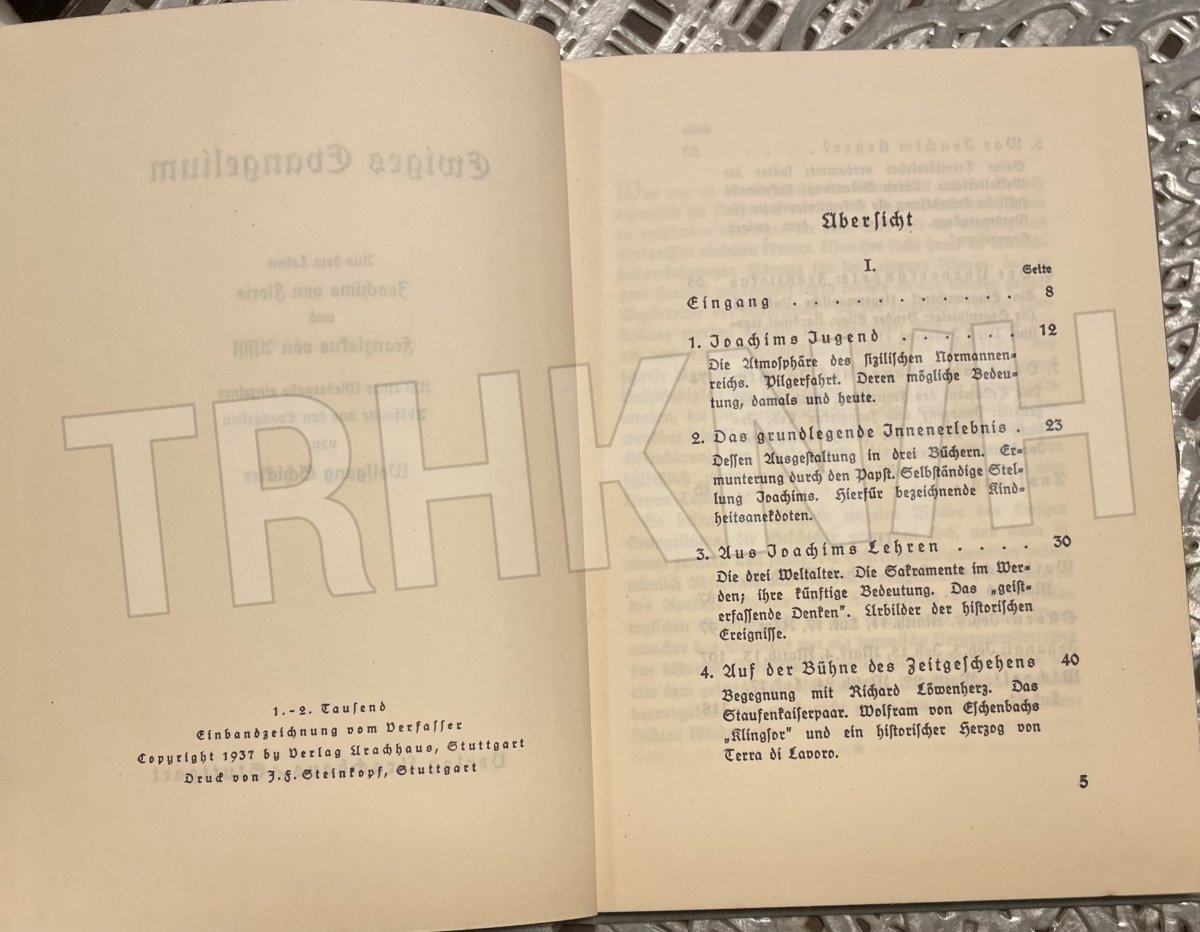 1.-2. Tausend
Einbandzeichnung vom Verfasser
Copyright 1937 by Verlag Urachhaus, Stuttgart
Druck von J.F. Steinkopf, Stuttgart
Übersicht
I.
Seite
Eingang . . . . . . . . . . . . 8
1. Joachims Jugend . . . . . . 12
Die Atmosphäre des sizilischen Normannen-
reichs. Pilgerfahrt. Deren mögliche Bedeu-
tung, damals und heute.
2. Das grundlegende Innenerlebnis . 23
Dessen Ausgestaltung in drei Büchern. Er-
munterung durch den Papst. Selbständige Stel-
lung Joachims. Hierfür bezeichnende Kind-
heitsanekdoten.
3. Aus Joachims Lehren . . . . 30
Die drei Weltalter. Die Sakramente im Wer-
den; ihre künftige Bedeutung. Das „geist-
erfassende Denken". Urbilder der historischen
Ereignisse.
4. Auf der Bühne des Zeitgeschehens 40
Begegnung mit Richard Löwenherz. Das
Staufenkaiserpaar. Wolfram von Eschenbachs
„Klingsor" und ein historischer Herzog von
Terra di Lavoro.
5
TRHKN/H